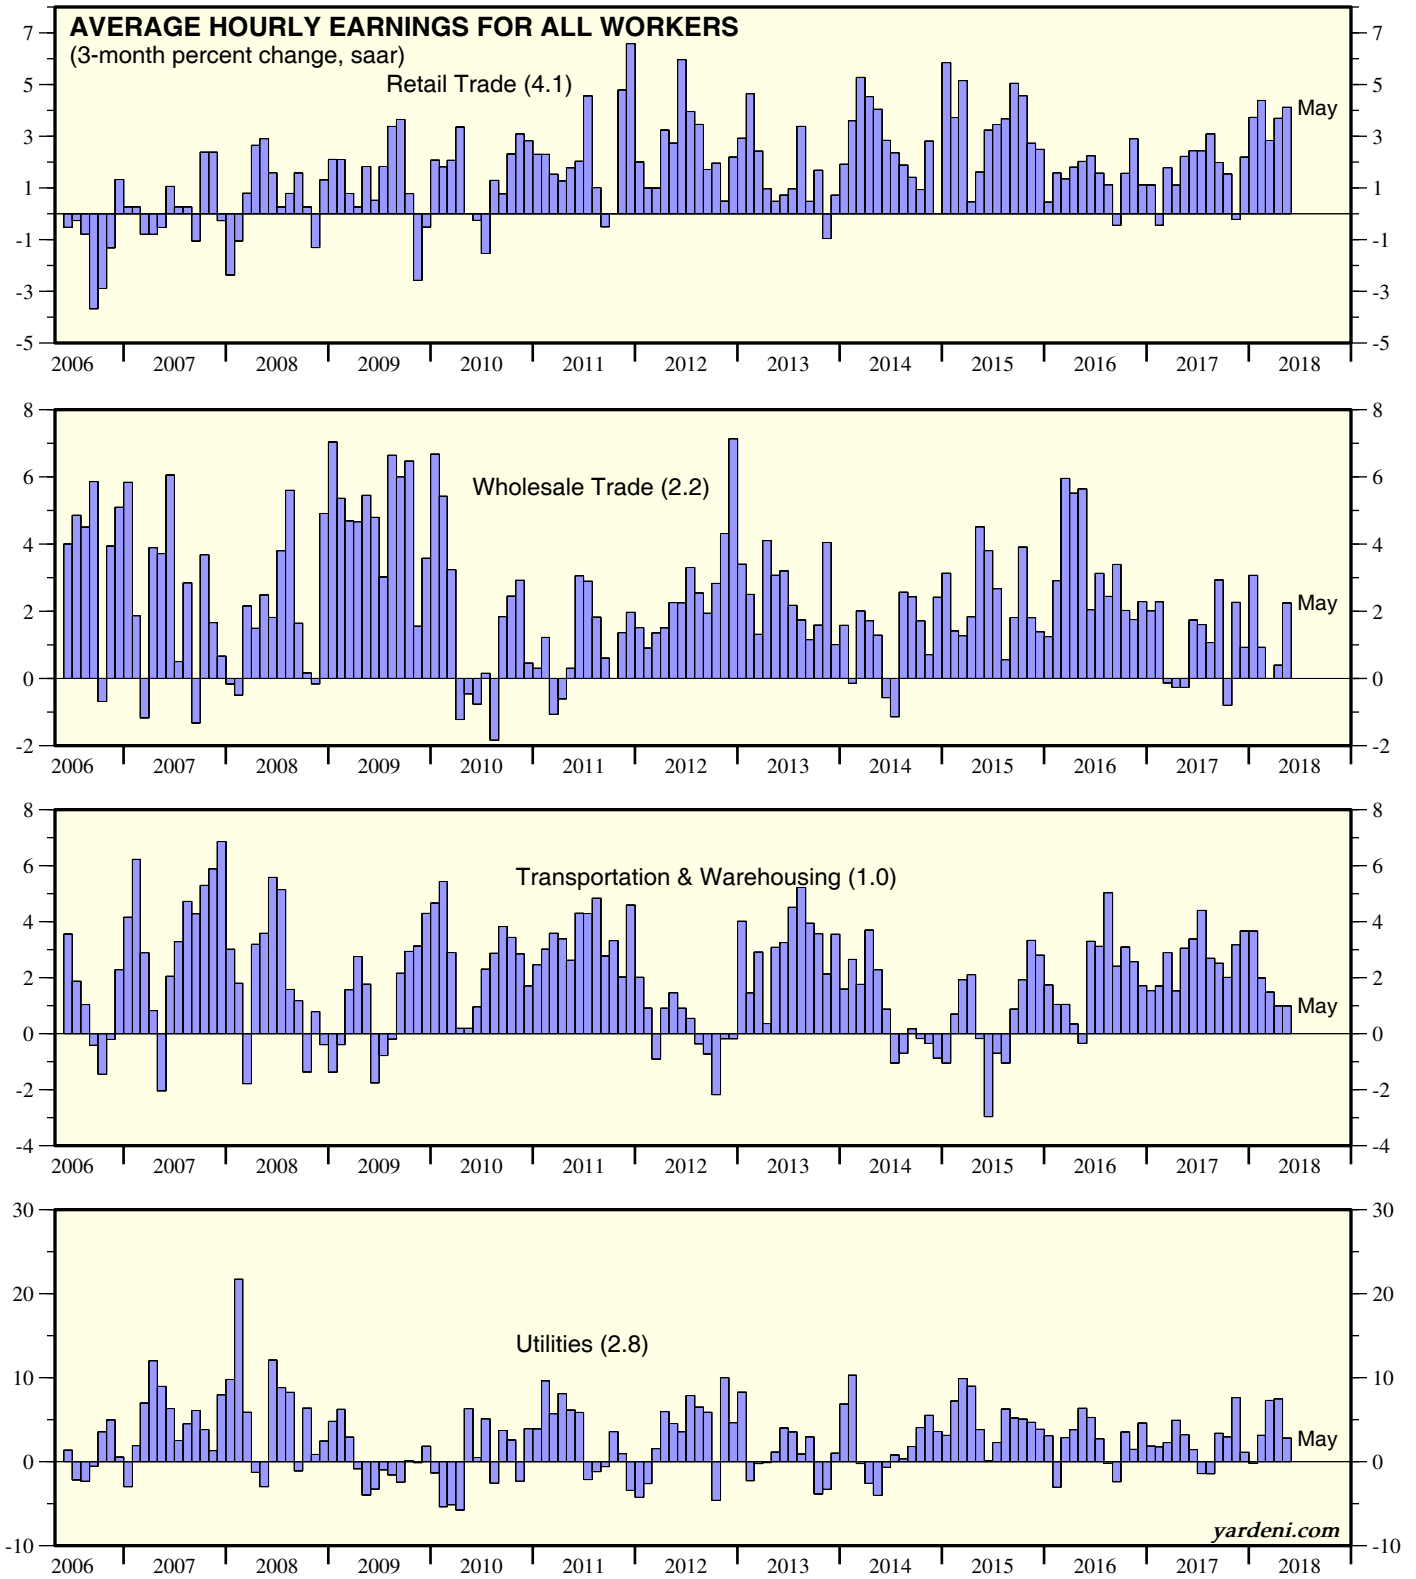 AVERAGE HOURLY EARNINGS FOR ALL WORKERS
(3-month percent change, saar)
Retail Trade (4.1)
7 7
5 5
3 3
May
1 1
-1 -1
-3 -3
-5 -5
2006 2007 2008 2009 2010 2011 2012 2013 2014 2015 2016 2017 2018
8 8
6 6
Wholesale Trade (2.2)
4 4
2 2
May
0 0
-2 -2
2006 2007 2008 2009 2010 2011 2012 2013 2014 2015 2016 2017 2018
8 8
6 6
Transportation & Warehousing (1.0)
4 4
2 2
May
0 0
-2 -2
-4 -4
2006 2007 2008 2009 2010 2011 2012 2013 2014 2015 2016 2017 2018
30 30
20 20
Utilities (2.8)
10 10
May
0 0
yardeni.com
-10 -10
2006 2007 2008 2009 2010 2011 2012 2013 2014 2015 2016 2017 2018